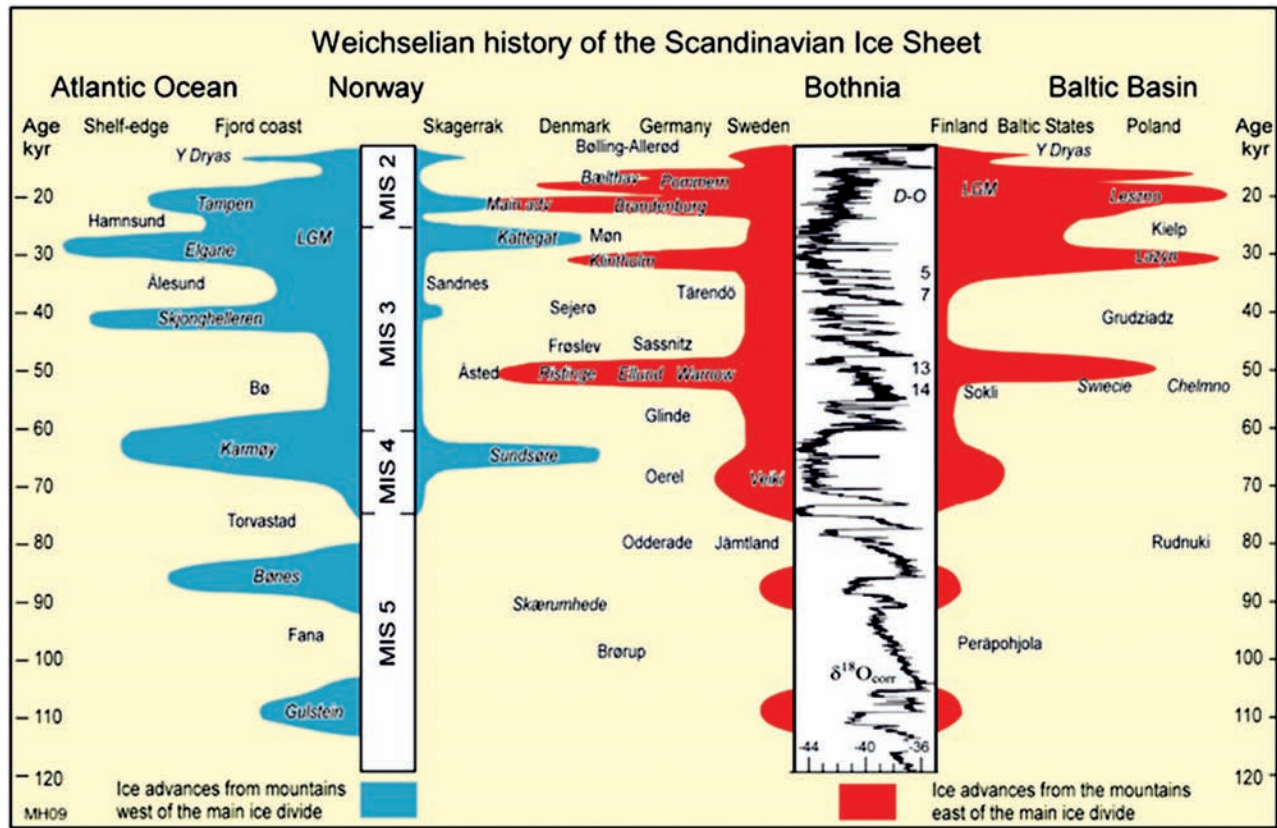 Weichselian history of the Scandinavian Ice Sheet
Atlantic Ocean Norway Bothnia Baltic Basin
Age kyr Shelf-edge Fjord coast Skagerrak Denmark Germany Sweden Finland Baltic States Poland Age kyr
Y Dryas MIS 2 Bølling-Allerød Y Dryas
Bælthav Pommern
– 20 Tampen Main adv Brandenburg D-O LGM Leszno – 20
Hamnsund LGM Kattegat Møn Kielp
– 30 Elgane Klintholm 5 Lazyn – 30
Ålesund Sandnes Tärendö 7
– 40 Skjonghelleren MIS 3 Sejerø Grudziadz – 40
Frøslev Sassnitz
– 50 Bø Åsted Ristinge Ellund Warnow 13 – 50
14 Sokli Swiecie Chelmno
Glinde
– 60 Karmøy MIS 4 Sundsøre – 60
– 70 Oerel Veiki – 70
Torvastad
– 80 Odderade Jämtland Rudnuki – 80
Bønes
– 90 MIS 5 Skærumhede – 90
Fana Peräpohjola
– 100 Brørup – 100
δ18Ocorr
– 110 Gulstein – 110
-44 -40 -36
– 120 Ice advances from mountains Ice advances from the mountains 120
MH09 west of the main ice divide east of the main ice divide